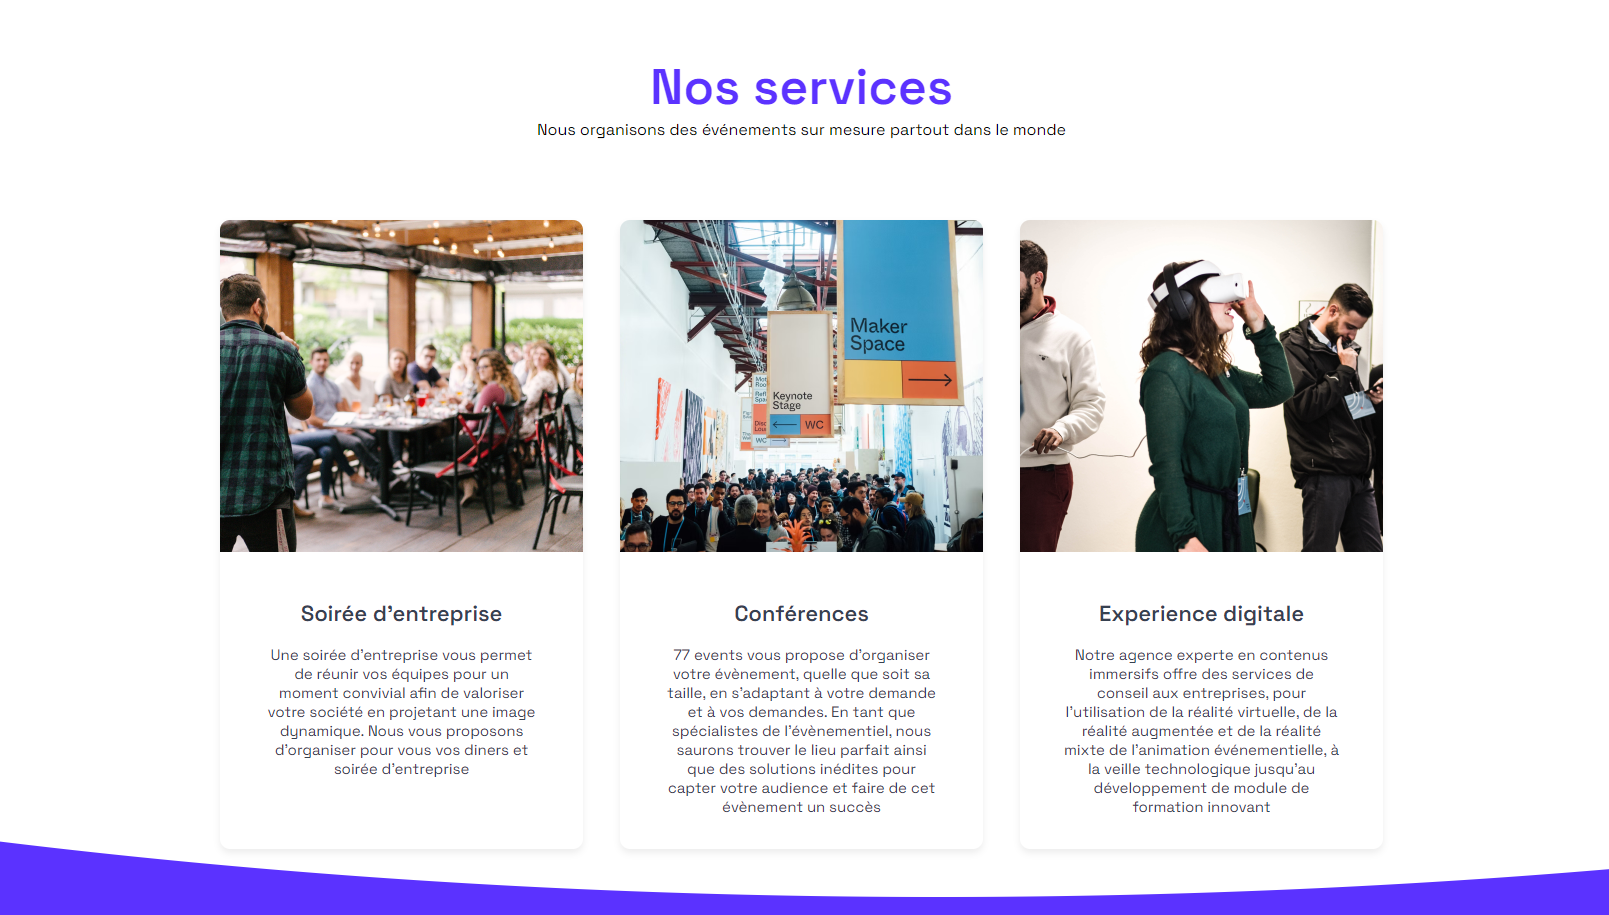 Nos services
Nous organisons des événements sur mesure partout dans le monde
Maker
Space
Keynote
Stage
WC
WC
Soirée d'entreprise
Une soirée d'entreprise vous permet
de réunir vos équipes pour un
moment convivial afin de valoriser
votre société en projetant une image
dynamique. Nous vous proposons
d'organiser pour vous vos diners et
soirée d'entreprise
Conférences
77 events vous propose d'organiser
votre évènement, quelle que soit sa
taille, en s'adaptant à votre demande
et à vos demandes. En tant que
spécialistes de l'évènementiel, nous
saurons trouver le lieu parfait ainsi
que des solutions inédites pour
capter votre audience et faire de cet
évènement un succès
Experience digitale
Notre agence experte en contenus
immersifs offre des services de
conseil aux entreprises, pour
l'utilisation de la réalité virtuelle, de la
réalité augmentée et de la réalité
mixte de l'animation événementielle, à
la veille technologique jusqu'au
développement de module de
formation innovant